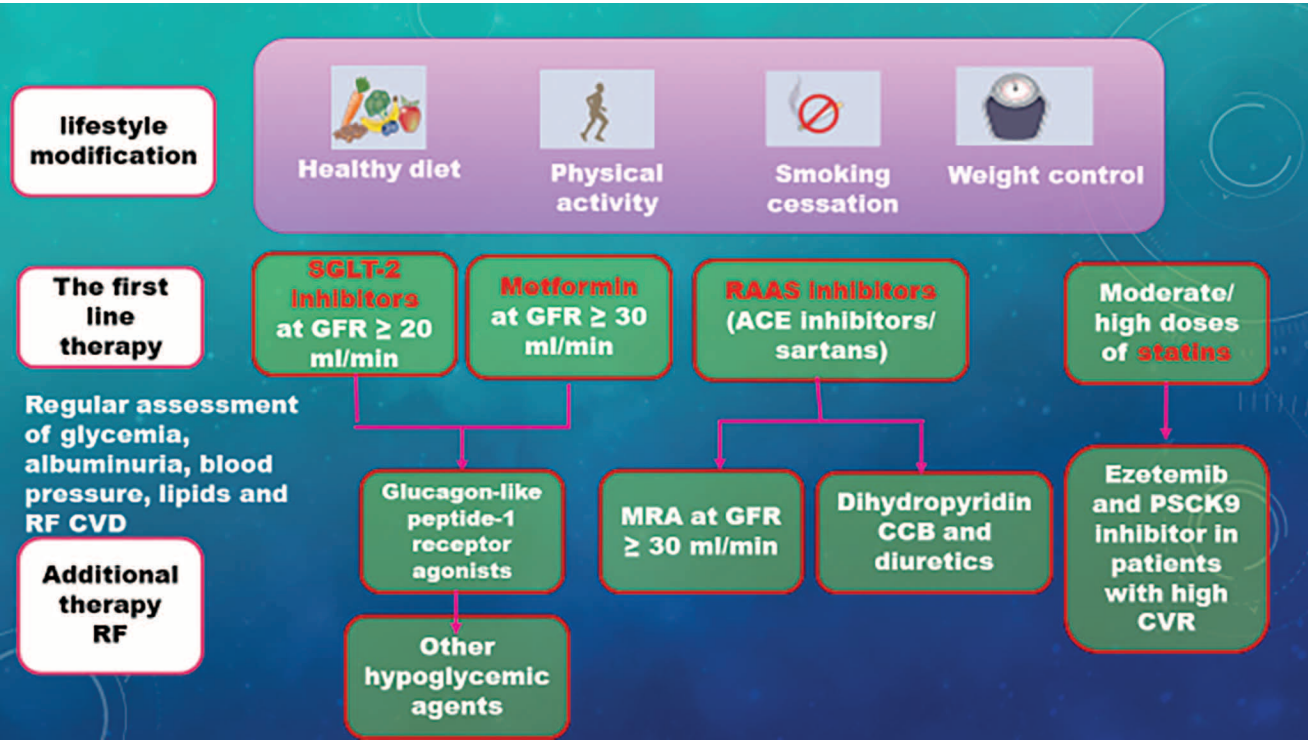 lifestyle
modification
Healthy diet
Physical
activity
Smoking
cessation
Weight control
The first
line
therapy
SGLT-2
inhibitors
at GFR ≥ 20
ml/min
Metformin
at GFR ≥ 30
ml/min
RAAS inhibitors
(ACE inhibitors/
sartans)
Moderate/
high doses
of statins
Regular assessment
of glycemia,
albuminuria, blood
pressure, lipids and
RF CVD
Additional
therapy
RF
Glucagon-like
peptide-1
receptor
agonists
MRA at GFR
≥ 30 ml/min
Dihydropyridin
CCB and
diuretics
Ezetemib
and PSCK9
inhibitor in
patients
with high
CVR
Other
hypoglycemic
agents